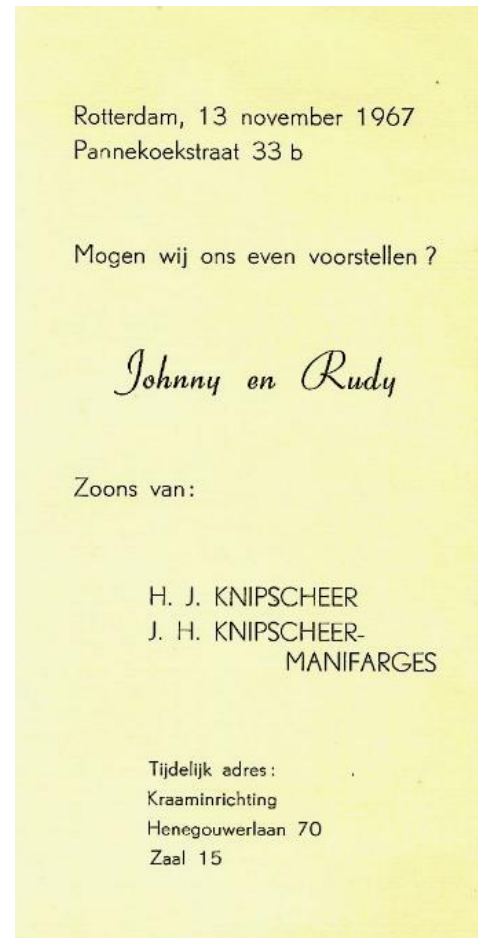 Rotterdam, 13 november 1967
Pannekoekstraat 33 b
Mogen wij ons even voorstellen ?
Johnny en Rudy
Zoons van:
H. J. KNIPSCHEER
J. H. KNIPSCHEER-
MANIFARGES
Tijdelijk adres:
Kraaminrichting
Henegouwerlaan 70
Zaal 15